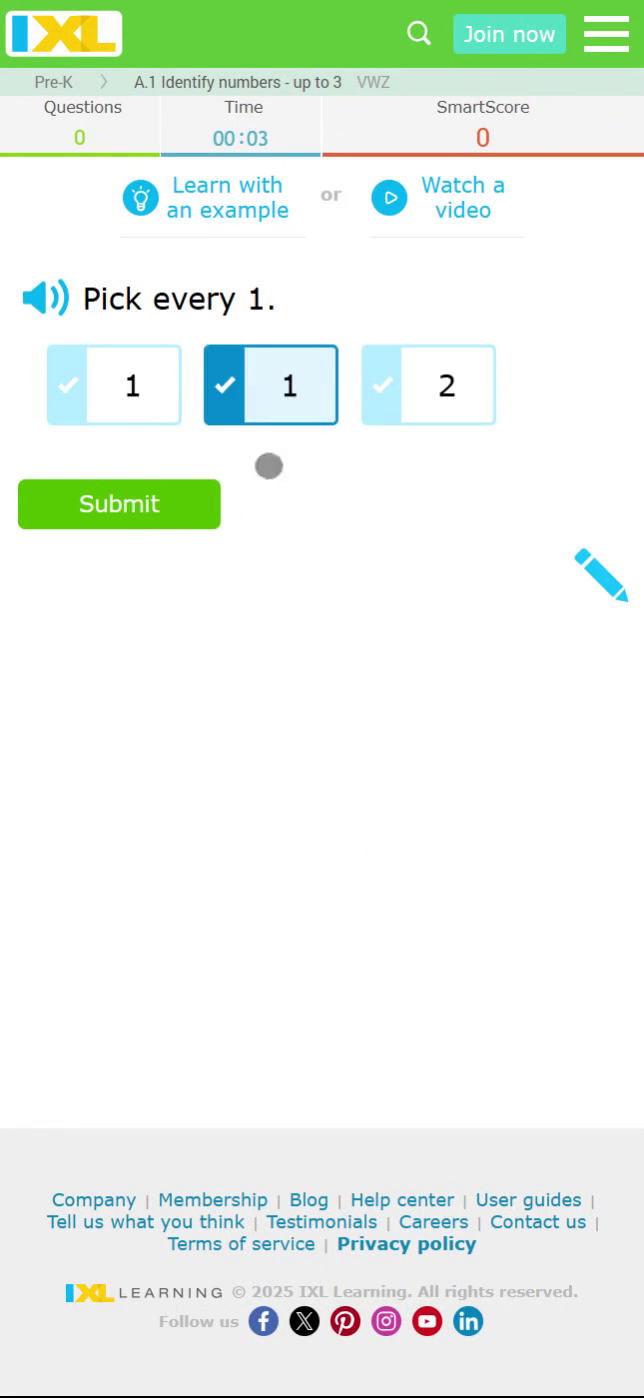 IXL
Join now
Pre-K A.1 Identify numbers - up to 3 VWZ
Questions Time SmartScore
0 00:03 0
Learn with an example or Watch a video
Pick every 1.
1 1 2
Submit
Company | Membership | Blog | Help center | User guides |
Tell us what you think | Testimonials | Careers | Contact us |
Terms of service | Privacy policy
IXL LEARNING © 2025 IXL Learning. All rights reserved.
Follow us